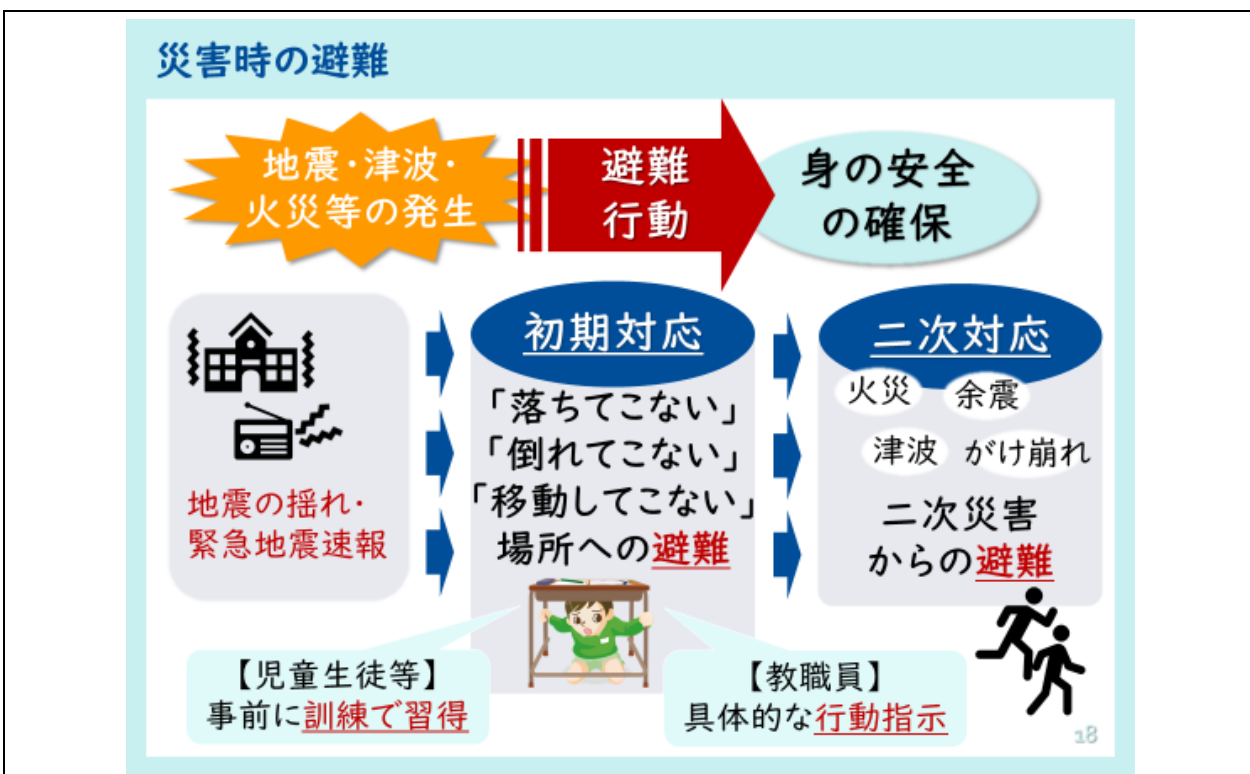 災害時の避難
地震・津波・
火災等の発生
避難
行動
身の安全
の確保
地震の揺れ・
緊急地震速報
初期対応
「落ちてこない」
「倒れてこない」
「移動してこない」
場所への避難
二次対応
火災
余震
津波
がけ崩れ
二次災害
からの避難
【児童生徒等】
事前に訓練で習得
【教職員】
具体的な行動指示
18